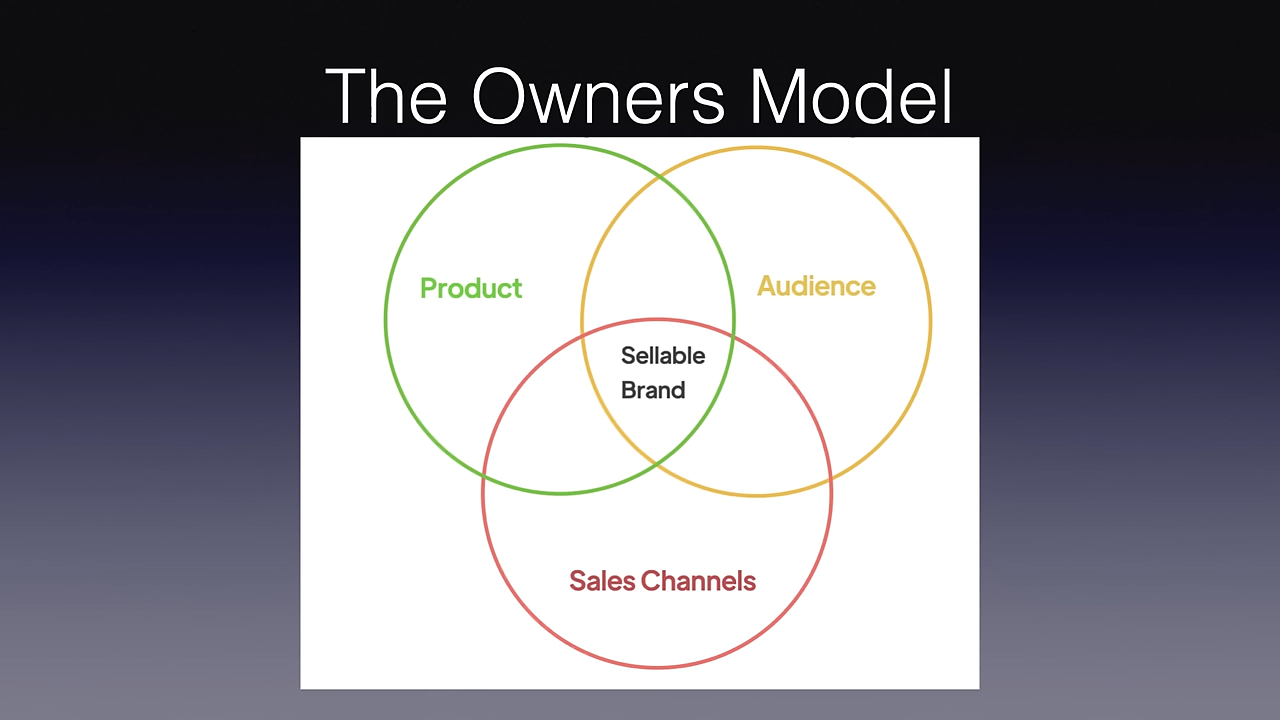 The Owners Model
Product
Audience
Sellable
Brand
Sales Channels